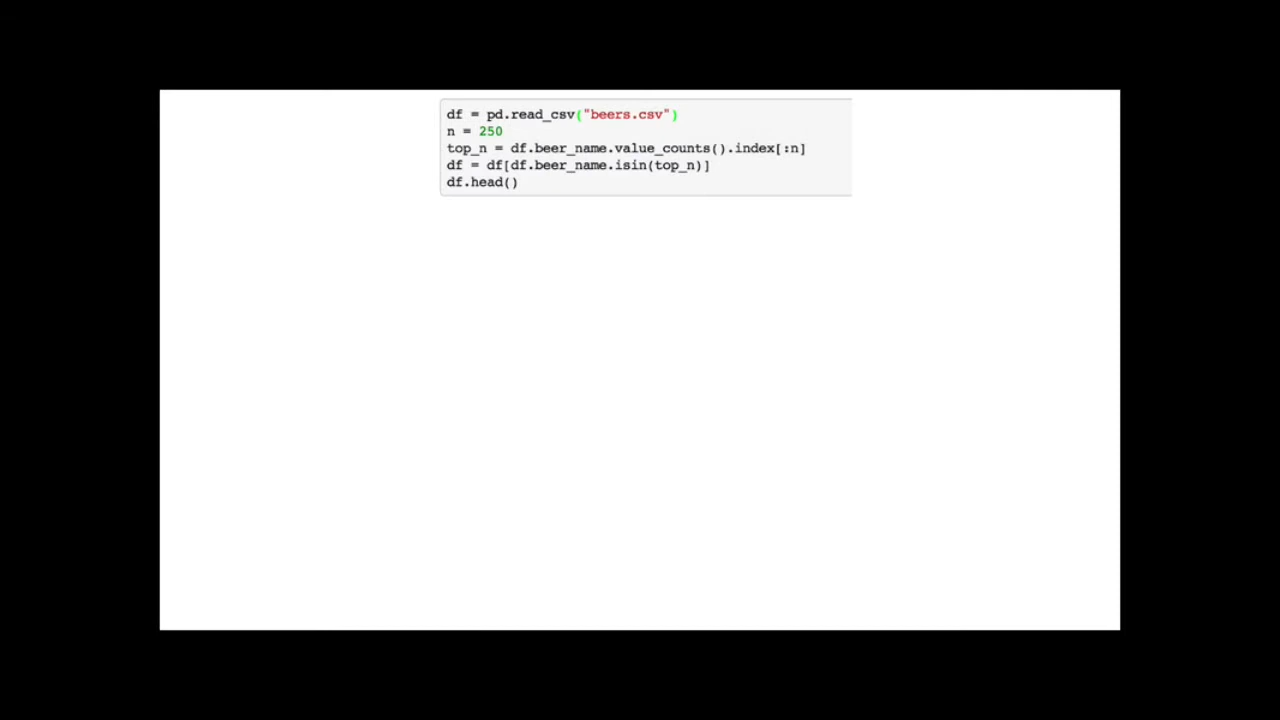 df = pd.read_csv("beers.csv")
n = 250
top_n = df.beer_name.value_counts().index[:n]
df = df[df.beer_name.isin(top_n)]
df.head()